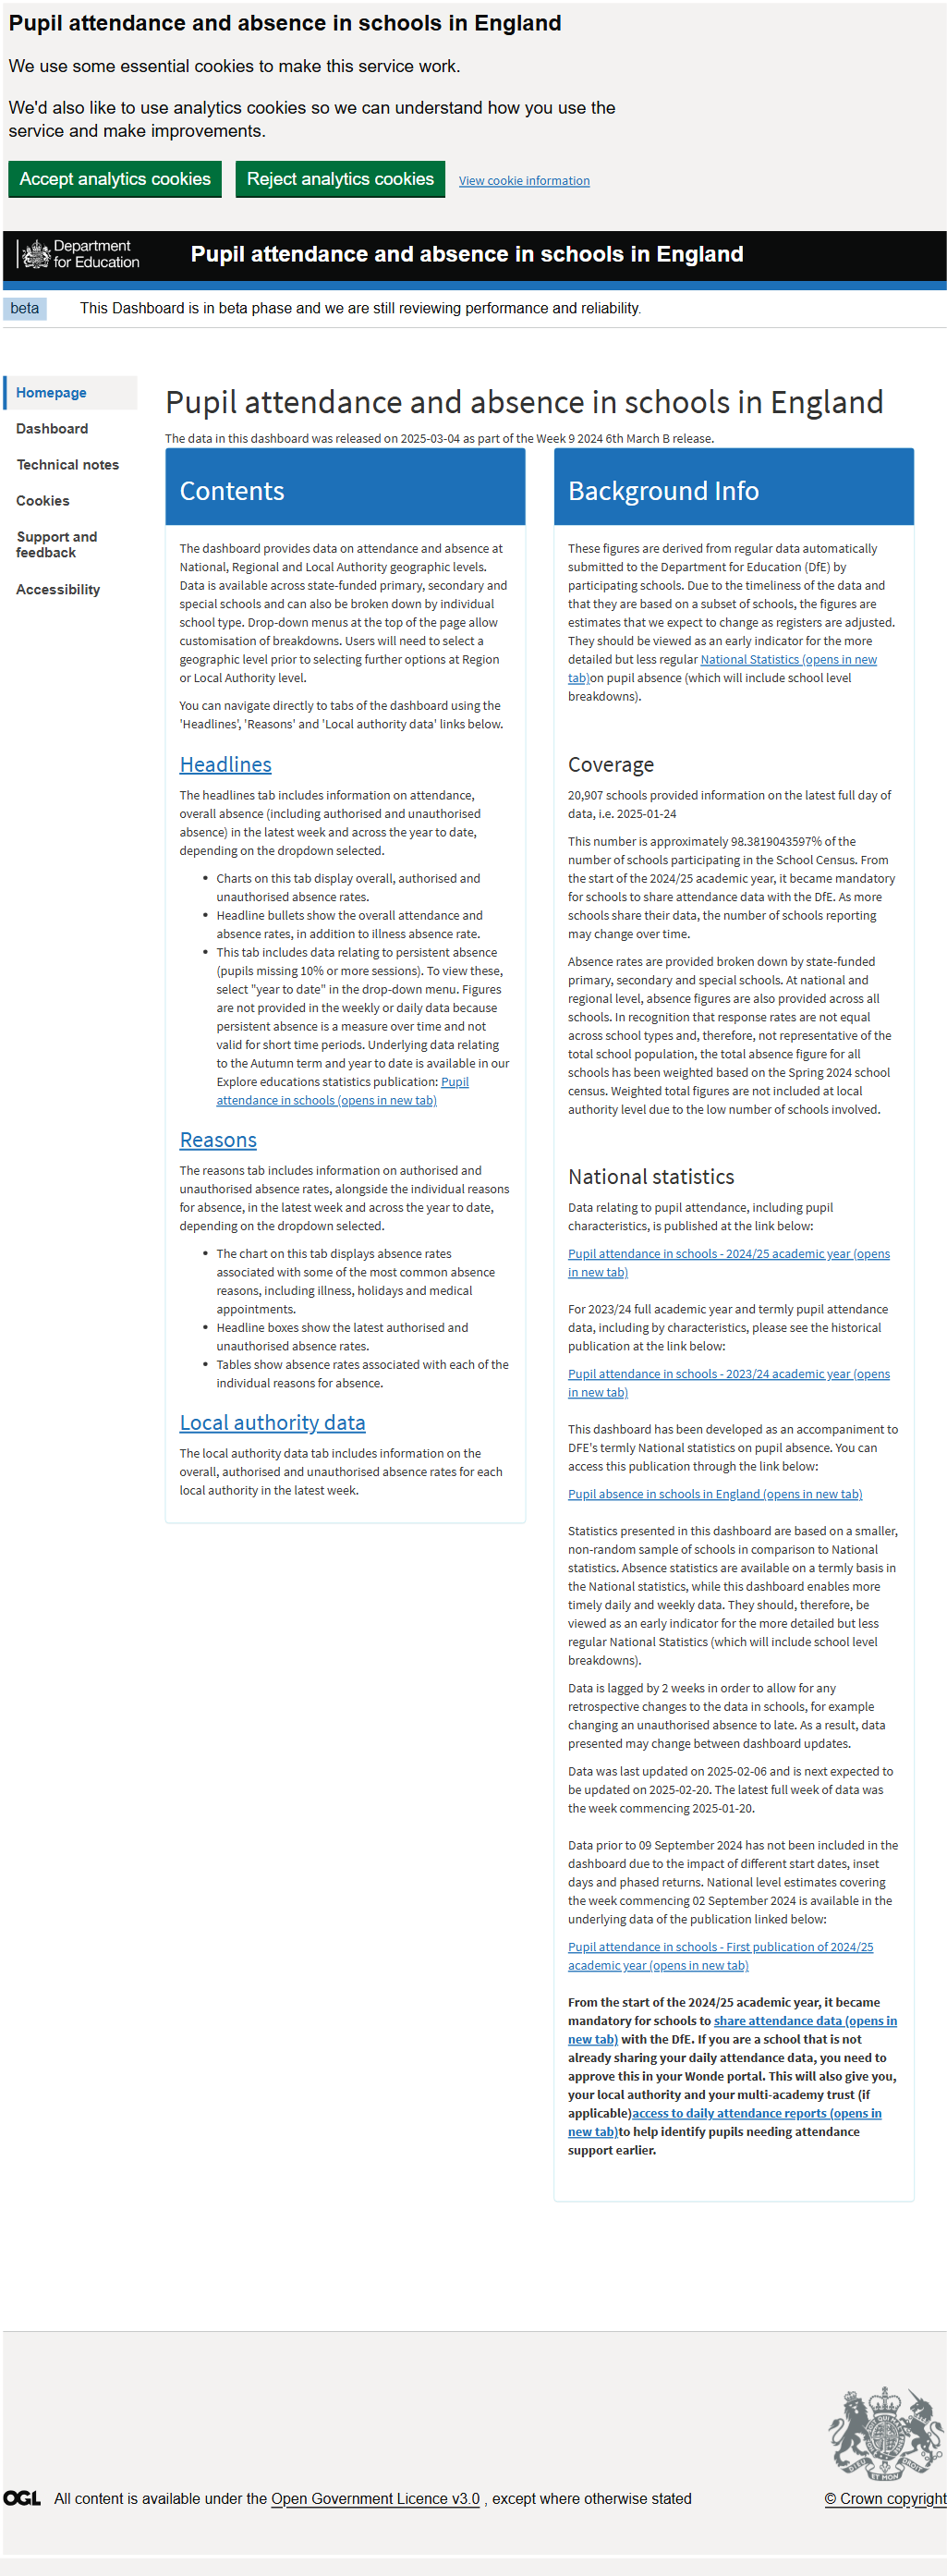 Pupil attendance and absence in schools in England
We use some essential cookies to make this service work.
We'd also like to use analytics cookies so we can understand how you use the
service and make improvements.
Accept analytics cookies
Reject analytics cookies
View cookie information
Department
for Education
Pupil attendance and absence in schools in England
beta
This Dashboard is in beta phase and we are still reviewing performance and reliability.
Homepage
Dashboard
Technical notes
Cookies
Support and
feedback
Accessibility
Pupil attendance and absence in schools in England
The data in this dashboard was released on 2025-03-04 as part of the Week 9 2024 6th March B release.
Contents
The dashboard provides data on attendance and absence at
National, Regional and Local Authority geographic levels.
Data is available across state-funded primary, secondary and
special schools and can also be broken down by individual
school type. Drop-down menus at the top of the page allow
customisation of breakdowns. Users will need to select a
geographic level prior to selecting further options at Region
or Local Authority level.
You can navigate directly to tabs of the dashboard using the
'Headlines', 'Reasons' and 'Local authority data' links below.
Headlines
The headlines tab includes information on attendance,
overall absence (including authorised and unauthorised
absence) in the latest week and across the year to date,
depending on the dropdown selected.
• Charts on this tab display overall, authorised and
unauthorised absence rates.
• Headline bullets show the overall attendance and
absence rates, in addition to illness absence rate.
• This tab includes data relating to persistent absence
(pupils missing 10% or more sessions). To view these,
select "year to date" in the drop-down menu. Figures
are not provided in the weekly or daily data because
persistent absence is a measure over time and not
valid for short time periods. Underlying data relating
to the Autumn term and year to date is available in our
Explore educations statistics publication: Pupil
attendance in schools (opens in new tab)
Reasons
The reasons tab includes information on authorised and
unauthorised absence rates, alongside the individual reasons
for absence, in the latest week and across the year to date,
depending on the dropdown selected.
• The chart on this tab displays absence rates
associated with some of the most common absence
reasons, including illness, holidays and medical
appointments.
• Headline boxes show the latest authorised and
unauthorised absence rates.
• Tables show absence rates associated with each of the
individual reasons for absence.
Local authority data
The local authority data tab includes information on the
overall, authorised and unauthorised absence rates for each
local authority in the latest week.
Background Info
These figures are derived from regular data automatically
submitted to the Department for Education (DfE) by
participating schools. Due to the timeliness of the data and
that they are based on a subset of schools, the figures are
estimates that we expect to change as registers are adjusted.
They should be viewed as an early indicator for the more
detailed but less regular National Statistics (opens in new
tab)on pupil absence (which will include school level
breakdowns).
Coverage
20,907 schools provided information on the latest full day of
data, i.e. 2025-01-24
This number is approximately 98.3819043597% of the
number of schools participating in the School Census. From
the start of the 2024/25 academic year, it became mandatory
for schools to share attendance data with the DfE. As more
schools share their data, the number of schools reporting
may change over time.
Absence rates are provided broken down by state-funded
primary, secondary and special schools. At national and
regional level, absence figures are also provided across all
schools. In recognition that response rates are not equal
across school types and, therefore, not representative of the
total school population, the total absence figure for all
schools has been weighted based on the Spring 2024 school
census. Weighted total figures are not included at local
authority level due to the low number of schools involved.
National statistics
Data relating to pupil attendance, including pupil
characteristics, is published at the link below:
Pupil attendance in schools - 2024/25 academic year (opens
in new tab)
For 2023/24 full academic year and termly pupil attendance
data, including by characteristics, please see the historical
publication at the link below:
Pupil attendance in schools - 2023/24 academic year (opens
in new tab)
This dashboard has been developed as an accompaniment to
DFE's termly National statistics on pupil absence. You can
access this publication through the link below:
Pupil absence in schools in England (opens in new tab)
Statistics presented in this dashboard are based on a smaller,
non-random sample of schools in comparison to National
statistics. Absence statistics are available on a termly basis in
the National statistics, while this dashboard enables more
timely daily and weekly data. They should, therefore, be
viewed as an early indicator for the more detailed but less
regular National Statistics (which will include school level
breakdowns).
Data is lagged by 2 weeks in order to allow for any
retrospective changes to the data in schools, for example
changing an unauthorised absence to late. As a result, data
presented may change between dashboard updates.
Data was last updated on 2025-02-06 and is next expected to
be updated on 2025-02-20. The latest full week of data was
the week commencing 2025-01-20.
Data prior to 09 September 2024 has not been included in the
dashboard due to the impact of different start dates, inset
days and phased returns. National level estimates covering
the week commencing 02 September 2024 is available in the
underlying data of the publication linked below:
Pupil attendance in schools - First publication of 2024/25
academic year (opens in new tab)
From the start of the 2024/25 academic year, it became
mandatory for schools to share attendance data (opens in
new tab) with the DfE. If you are a school that is not
already sharing your daily attendance data, you need to
approve this in your Wonde portal. This will also give you,
your local authority and your multi-academy trust (if
applicable)access to daily attendance reports (opens in
new tab)to help identify pupils needing attendance
support earlier.
OGL
All content is available under the Open Government Licence v3.0 , except where otherwise stated
© Crown copyright